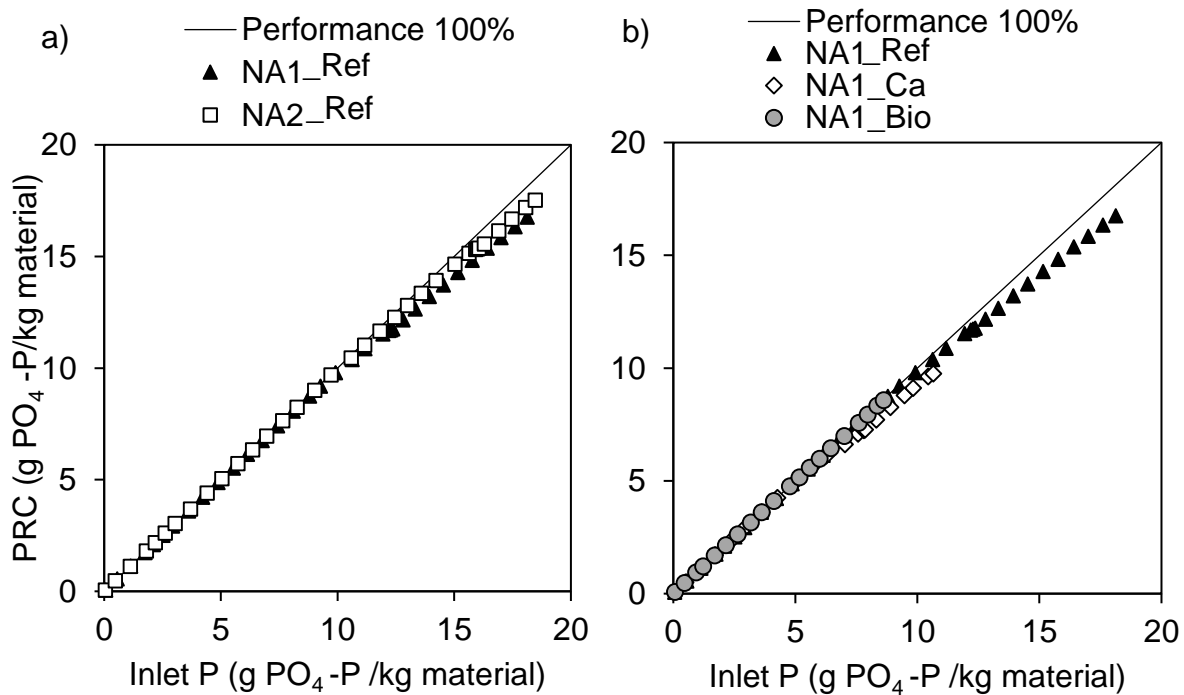 a)
Performance 100%
NA1_Ref
NA2_Ref
20
15
10
5
0
0 5 10 15 20
PRC (g PO4 -P/kg material)
Inlet P (g PO4 -P /kg material)
b)
Performance 100%
NA1_Ref
NA1_Ca
NA1_Bio
20
15
10
5
0
0 5 10 15 20
Inlet P (g PO4 -P /kg material)